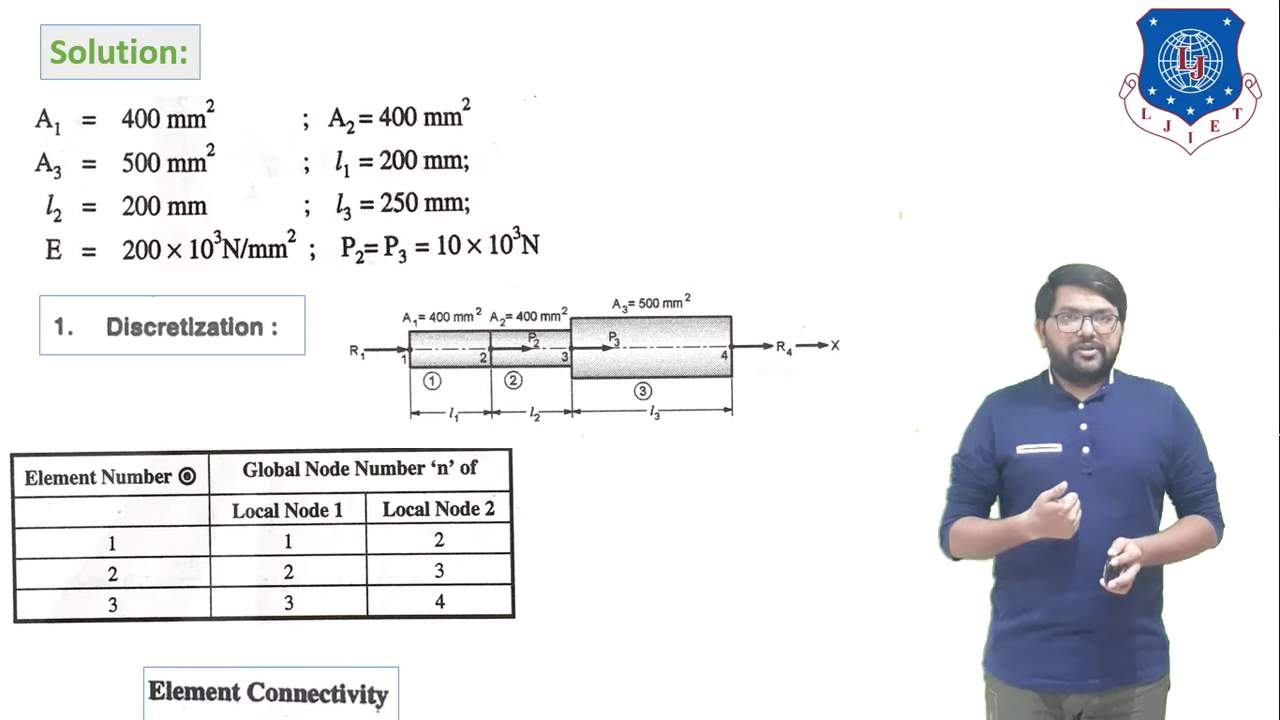 Solution:
A₁ = 400 mm² ; A₂ = 400 mm²
A₃ = 500 mm² ; l₁ = 200 mm;
l₂ = 200 mm ; l₃ = 250 mm;
E = 200 × 10³N/mm² ; P₂= P₃ = 10 × 10³N
1. Discretization :
A₁= 400 mm² A₂= 400 mm² A₃= 500 mm²
R₁ 1 2 P₂ 3 P₃ 4 R₄ X
① ② ③
l₁ l₂ l₃
Element Number ⓔ Global Node Number ‘n’ of
Local Node 1 Local Node 2
1 1 2
2 2 3
3 3 4
Element Connectivity
LJ
L J I E T